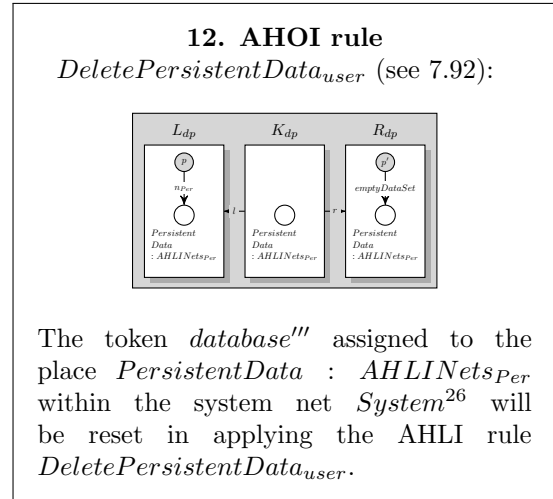 12. AHOI rule
DeletePersistentData_user (see 7.92):
L_dp K_dp R_dp
p p'
n_Per emptyDataSet
l r
Persistent Persistent Persistent
Data Data Data
: AHLINets_Per : AHLINets_Per : AHLINets_Per
The token database''' assigned to the
place PersistentData : AHLINets_Per
within the system net System^26 will
be reset in applying the AHLI rule
DeletePersistentData_user.